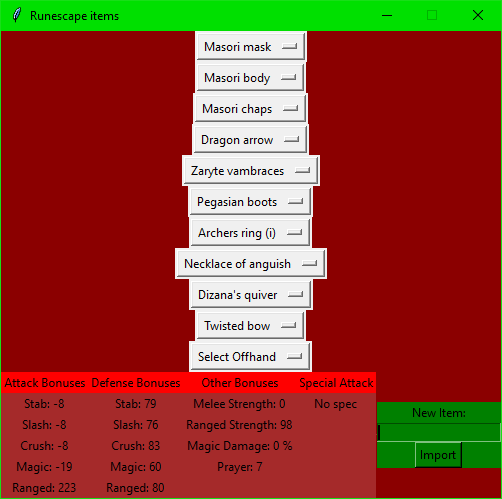 Runescape items
Masori mask
Masori body
Masori chaps
Dragon arrow
Zaryte vambraces
Pegasian boots
Archers ring (i)
Necklace of anguish
Dizana's quiver
Twisted bow
Select Offhand
Attack Bonuses Defense Bonuses Other Bonuses Special Attack
Stab: -8 Stab: 79 Melee Strength: 0 No spec
Slash: -8 Slash: 76 Ranged Strength: 98
Crush: -8 Crush: 83 Magic Damage: 0 %
Magic: -19 Magic: 60 Prayer: 7
Ranged: 223 Ranged: 80
New Item:
Import